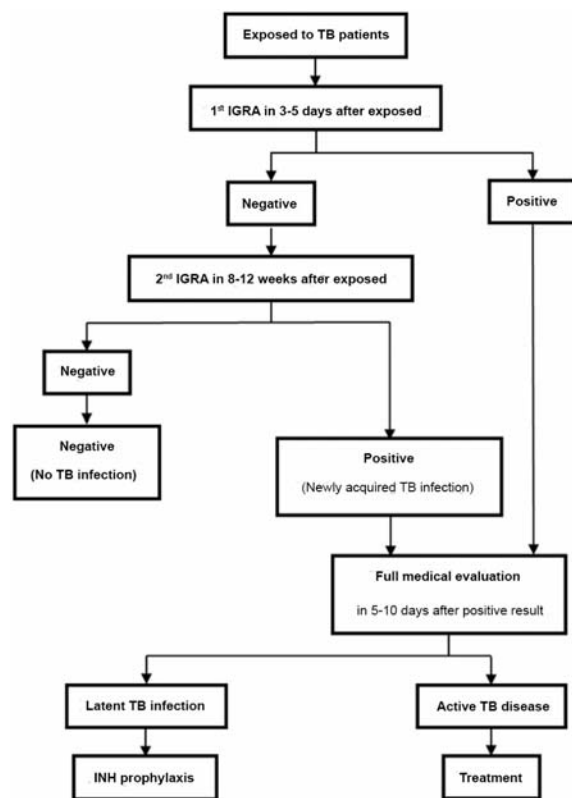 Exposed to TB patients
1st IGRA in 3-5 days after exposed
Negative
Positive
2nd IGRA in 8-12 weeks after exposed
Negative
Negative
(No TB infection)
Positive
(Newly acquired TB infection)
Full medical evaluation
in 5-10 days after positive result
Latent TB infection
Active TB disease
INH prophylaxis
Treatment